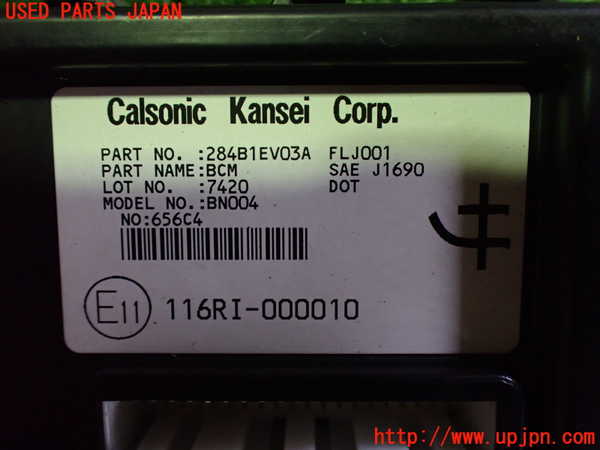 USED PARTS JAPAN
Calsonic Kansei Corp.
PART NO. :284B1EV03A FLJ001
PART NAME:BCM SAE J1690
LOT NO. :7420 DOT
MODEL NO.:BN004
NO:656C4
キ
E11 116RI-000010
http://www.upjpn.com/